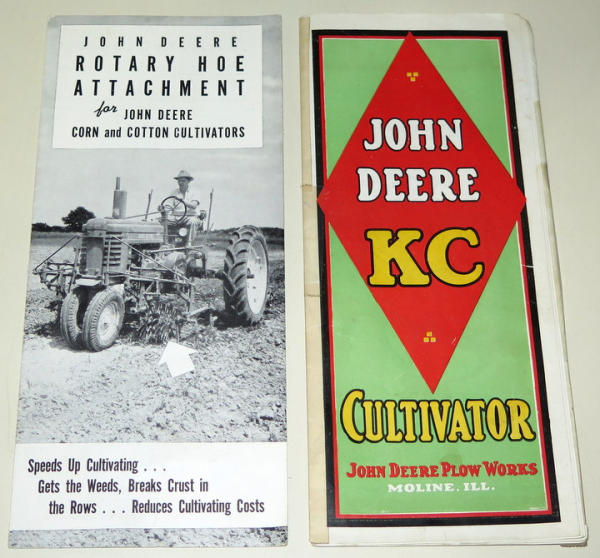 JOHN DEERE
ROTARY HOE
ATTACHMENT
for JOHN DEERE
CORN and COTTON CULTIVATORS
Speeds Up Cultivating . . .
Gets the Weeds, Breaks Crust in
the Rows . . . Reduces Cultivating Costs
JOHN
DEERE
KC
CULTIVATOR
JOHN DEERE PLOW WORKS
MOLINE, ILL.